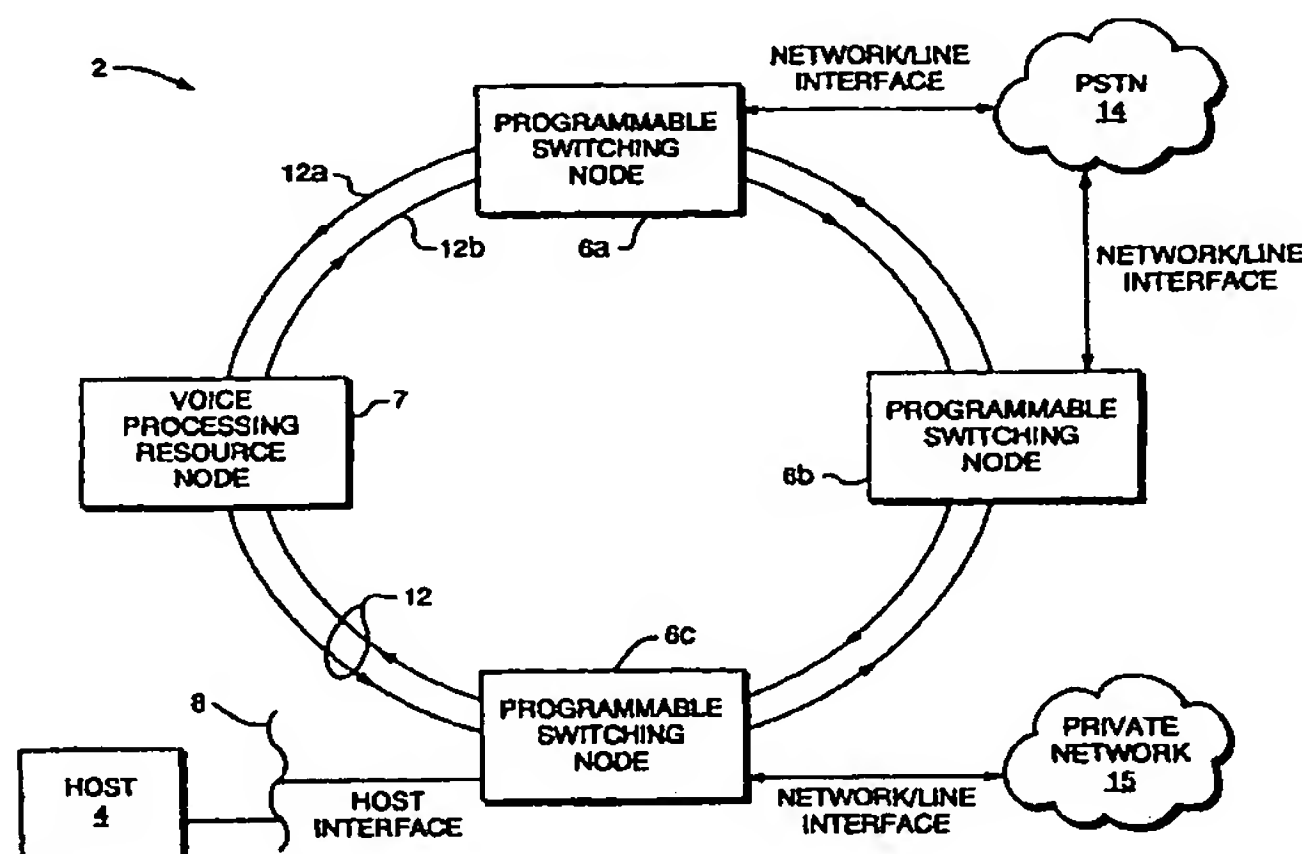 2
NETWORK/LINE
INTERFACE
PSTN
14
PROGRAMMABLE
SWITCHING
NODE
12a
12b
6a
NETWORK/LINE
INTERFACE
VOICE
PROCESSING
RESOURCE
NODE
7
PROGRAMMABLE
SWITCHING
NODE
6b
12
6c
8
PROGRAMMABLE
SWITCHING
NODE
PRIVATE
NETWORK
15
HOST
4
HOST
INTERFACE
NETWORK/LINE
INTERFACE